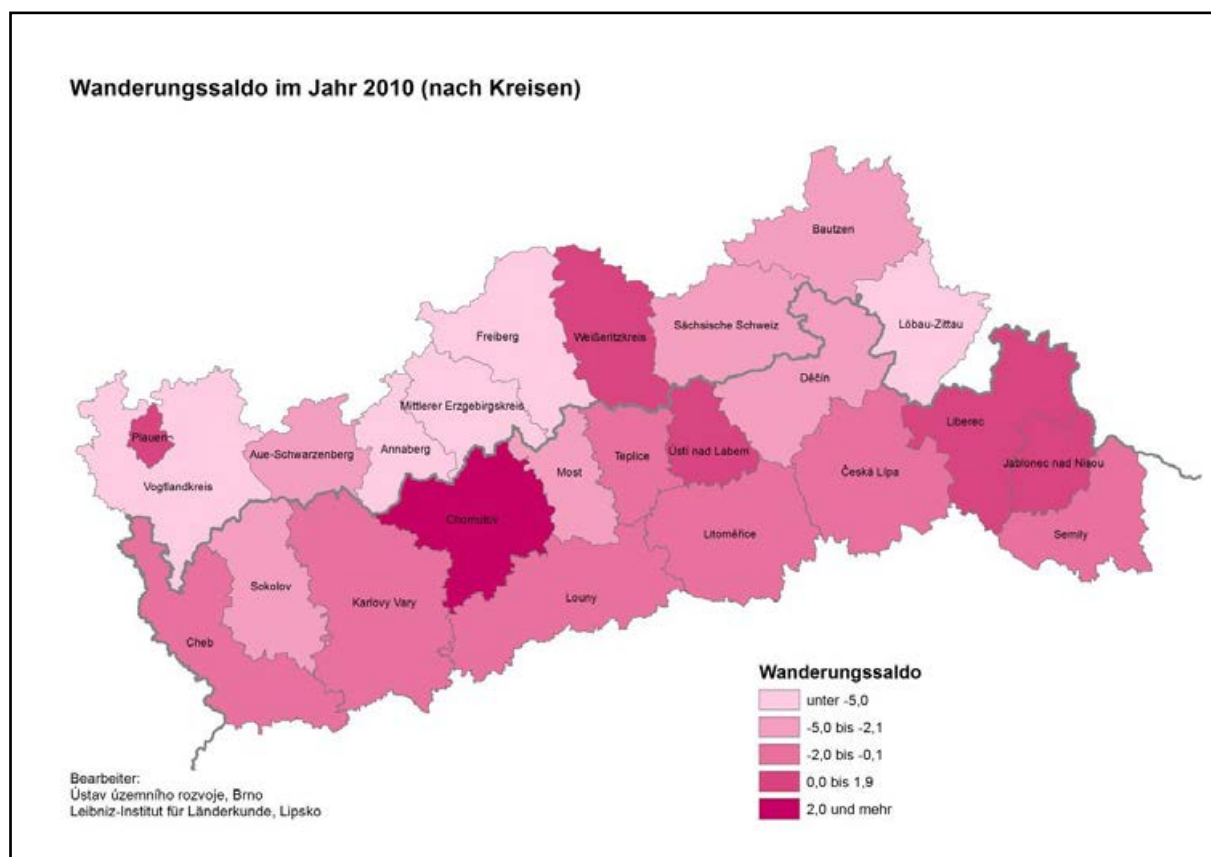 Wanderungssaldo im Jahr 2010 (nach Kreisen)
Bautzen
Löbau-Zittau
Sächsische Schweiz
Weißeritzkreis
Freiberg
Děčín
Mittlerer Erzgebirgskreis
Liberec
Plauen
Aue-Schwarzenberg
Annaberg
Most
Teplice
Ústí nad Labem
Česká Lípa
Jablonec nad Nisou
Vogtlandkreis
Chomutov
Litoměřice
Semily
Sokolov
Karlovy Vary
Louny
Cheb
Wanderungssaldo
unter -5,0
-5,0 bis -2,1
-2,0 bis -0,1
0,0 bis 1,9
2,0 und mehr
Bearbeiter:
Ústav územního rozvoje, Brno
Leibniz-Institut für Länderkunde, Lipsko